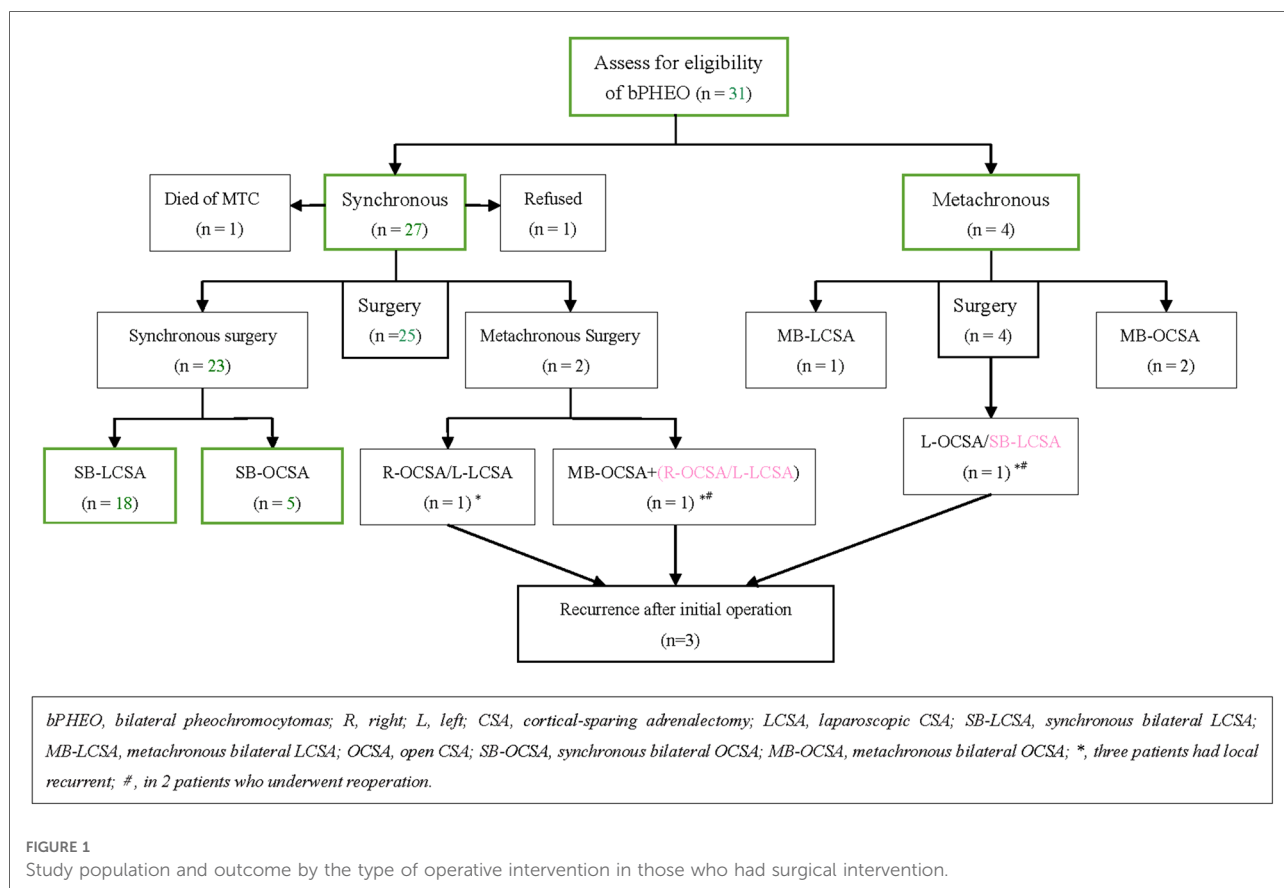 Assess for eligibility
of bPHEO (n = 31)
Died of MTC
(n = 1)
Synchronous
(n = 27)
Refused
(n = 1)
Metachronous
(n = 4)
Surgery
(n =25)
Synchronous surgery
(n = 23)
Metachronous Surgery
(n = 2)
MB-LCSA
(n = 1)
Surgery
(n = 4)
MB-OCSA
(n = 2)
SB-LCSA
(n = 18)
SB-OCSA
(n = 5)
R-OCSA/L-LCSA
(n = 1) *
MB-OCSA+(R-OCSA/L-LCSA)
(n = 1) *#
L-OCSA/SB-LCSA
(n = 1) *#
Recurrence after initial operation
(n=3)
bPHEO, bilateral pheochromocytomas; R, right; L, left; CSA, cortical-sparing adrenalectomy; LCSA, laparoscopic CSA; SB-LCSA, synchronous bilateral LCSA;
MB-LCSA, metachronous bilateral LCSA; OCSA, open CSA; SB-OCSA, synchronous bilateral OCSA; MB-OCSA, metachronous bilateral OCSA; *, three patients had local
recurrent; #, in 2 patients who underwent reoperation.
FIGURE 1
Study population and outcome by the type of operative intervention in those who had surgical intervention.